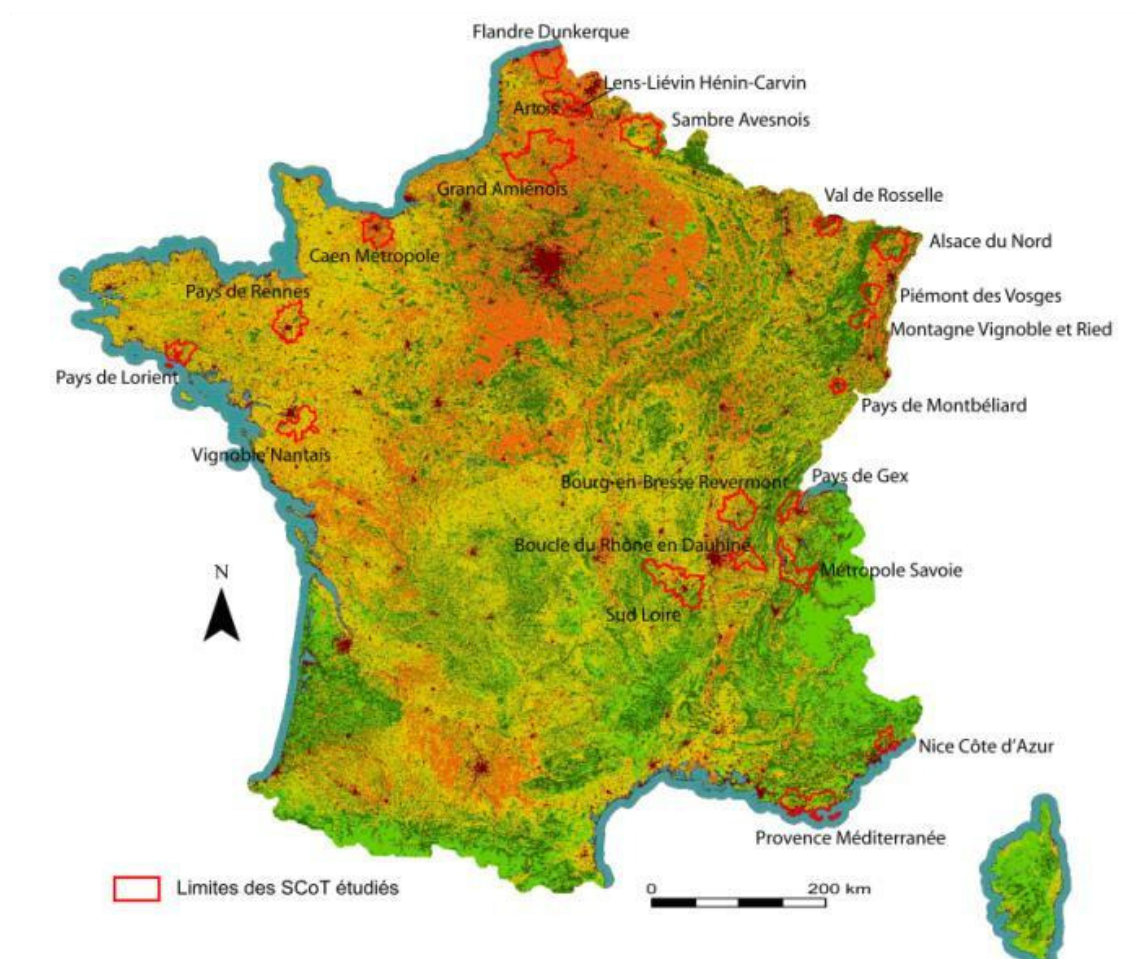 Flandre Dunkerque
Lens-Liévin Hénin-Carvin
Artois
Sambre Avesnois
Grand Amiénois
Val de Rosselle
Alsace du Nord
Caen Métropole
Pays de Rennes
Piémont des Vosges
Montagne Vignoble et Ried
Pays de Lorient
Pays de Montbéliard
Vignoble Nantais
Pays de Gex
Bourg-en-Bresse Revermont
Boucle du Rhône en Dauhiné
Métropole Savoie
N
Sud Loire
Nice Côte d'Azur
Provence Méditerranée
Limites des SCoT étudiés
0 200 km